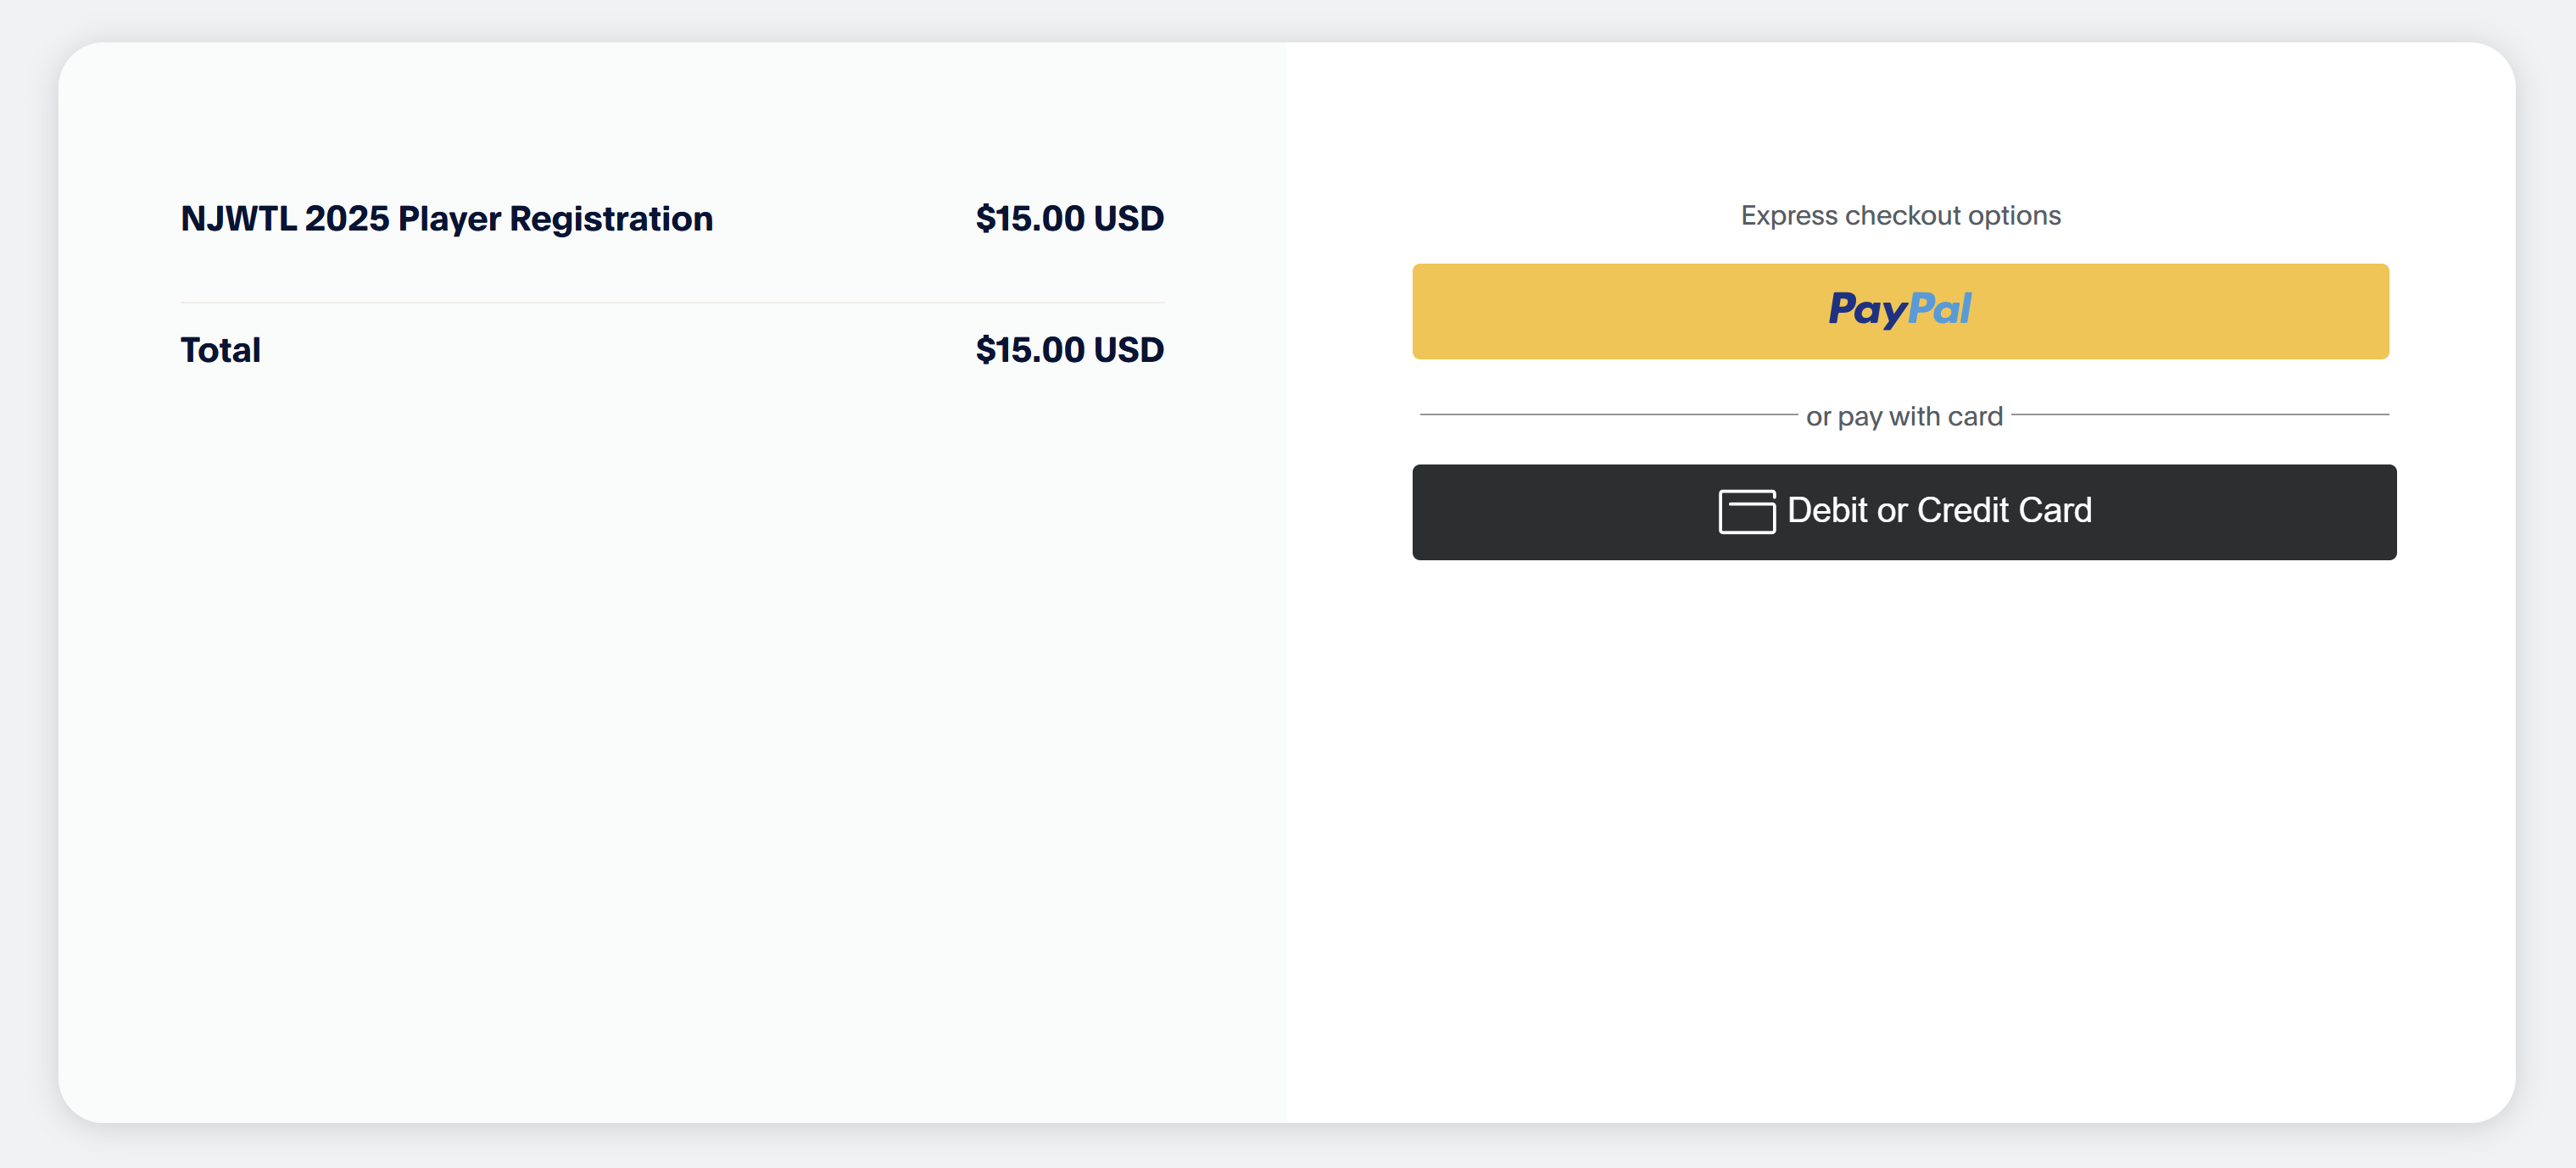 NJWTL 2025 Player Registration $15.00 USD
Total $15.00 USD
Express checkout options
PayPal
or pay with card
Debit or Credit Card